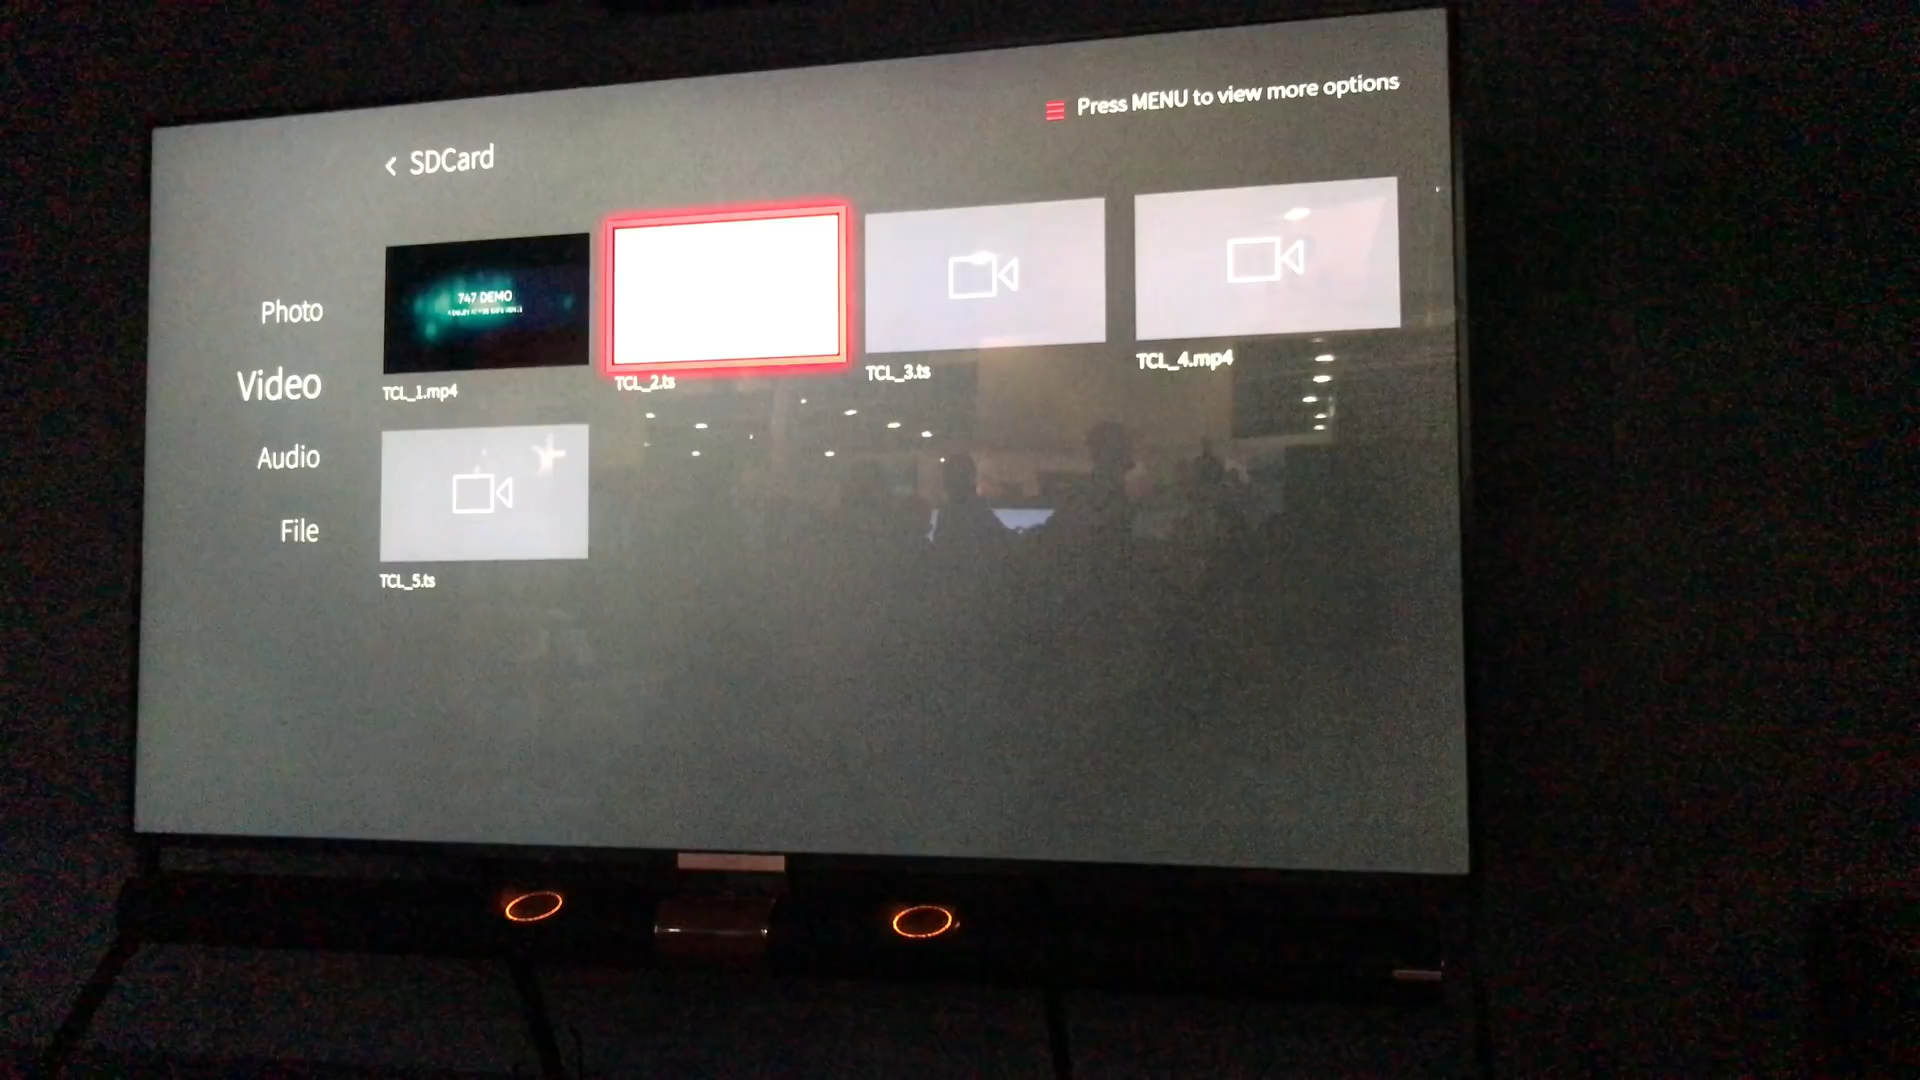 Press MENU to view more options
SDCard
Photo
Video
Audio
File
747 DEMO
TCL_1.mp4
TCL_2.ts
TCL_3.ts
TCL_4.mp4
TCL_5.ts